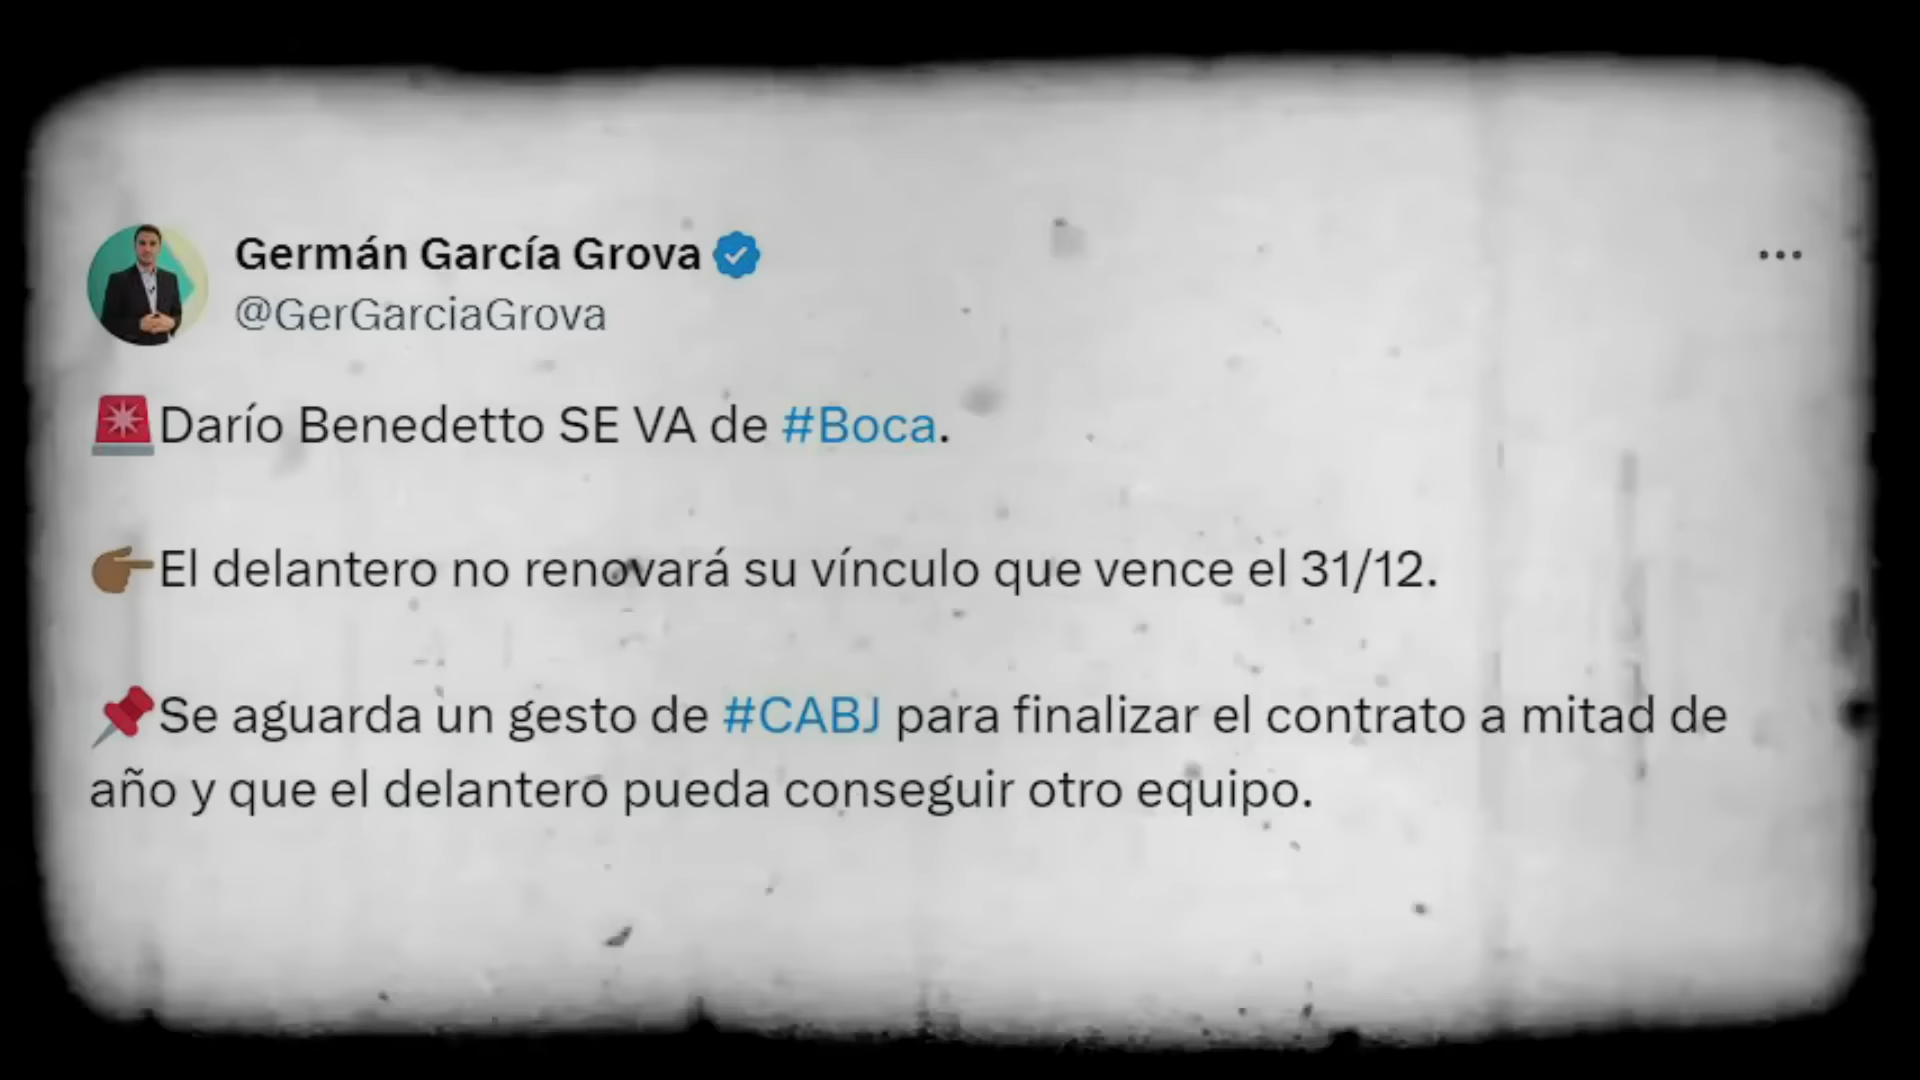 Germán García Grova
@GerGarciaGrova
🚨Darío Benedetto SE VA de #Boca.
👉🏾El delantero no renovará su vínculo que vence el 31/12.
📌Se aguarda un gesto de #CABJ para finalizar el contrato a mitad de
año y que el delantero pueda conseguir otro equipo.